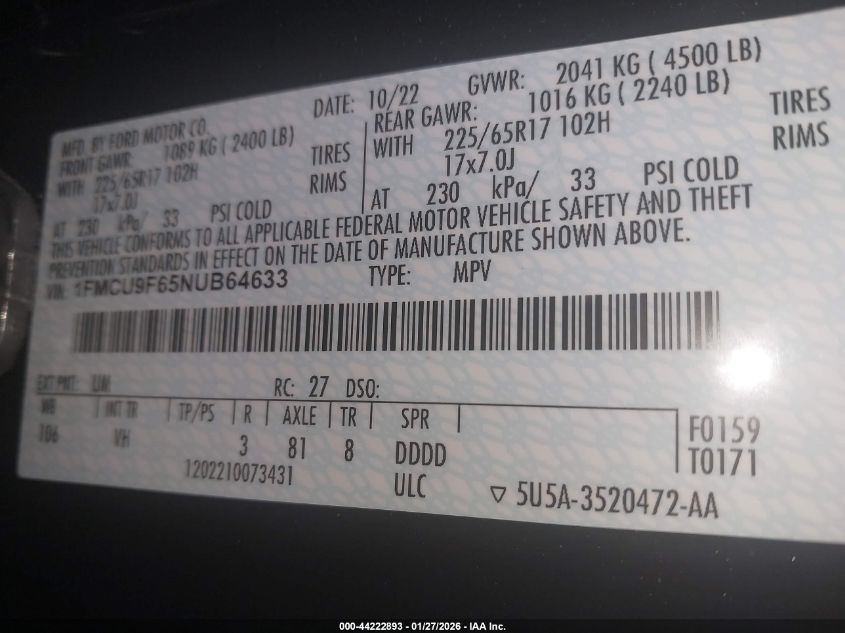 MFD. BY FORD MOTOR CO. DATE: 10/22 GVWR: 2041 KG ( 4500 LB)
FRONT GAWR: 1089 KG ( 2400 LB) REAR GAWR: 1016 KG ( 2240 LB)
WITH 225/65R17 102H TIRES WITH 225/65R17 102H TIRES
17x7.0J RIMS 17x7.0J RIMS
AT 230 kPa/ 33 PSI COLD AT 230 kPa/ 33 PSI COLD
THIS VEHICLE CONFORMS TO ALL APPLICABLE FEDERAL MOTOR VEHICLE SAFETY AND THEFT
PREVENTION STANDARDS IN EFFECT ON THE DATE OF MANUFACTURE SHOWN ABOVE.
VIN: 1FMCU9F65NUB64633 TYPE: MPV
EXT PNT: UM RC: 27 DSO:
WB INT TR TP/PS R AXLE TR SPR F0159
106 VH 3 81 8 DDDD T0171
1202210073431 ULC 5U5A-3520472-AA
000-44222893 - 01/27/2026 - IAA Inc.